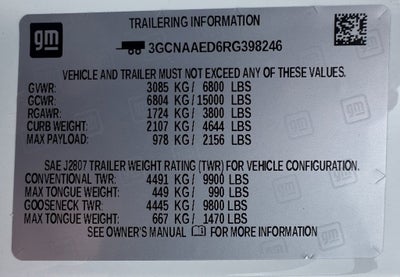 TRAILERING INFORMATION
gm
3GCNAAED6RG398246
VEHICLE AND TRAILER MUST NOT EXCEED ANY OF THESE VALUES.
GVWR: 3085 KG/ 6800 LBS
GCWR: 6804 KG/ 15000 LBS
RGAWR: 1724 KG/ 3800 LBS
CURB WEIGHT: 2107 KG/ 4644 LBS
MAX PAYLOAD: 978 KG/ 2156 LBS
SAE J2807 TRAILER WEIGHT RATING (TWR) FOR VEHICLE CONFIGURATION.
CONVENTIONAL TWR: 4491 KG/ 9900 LBS
MAX TONGUE WEIGHT: 449 KG/ 990 LBS
GOOSENECK TWR: 4445 KG/ 9800 LBS
MAX TONGUE WEIGHT: 667 KG/ 1470 LBS
SEE OWNER'S MANUAL FOR MORE INFORMATION